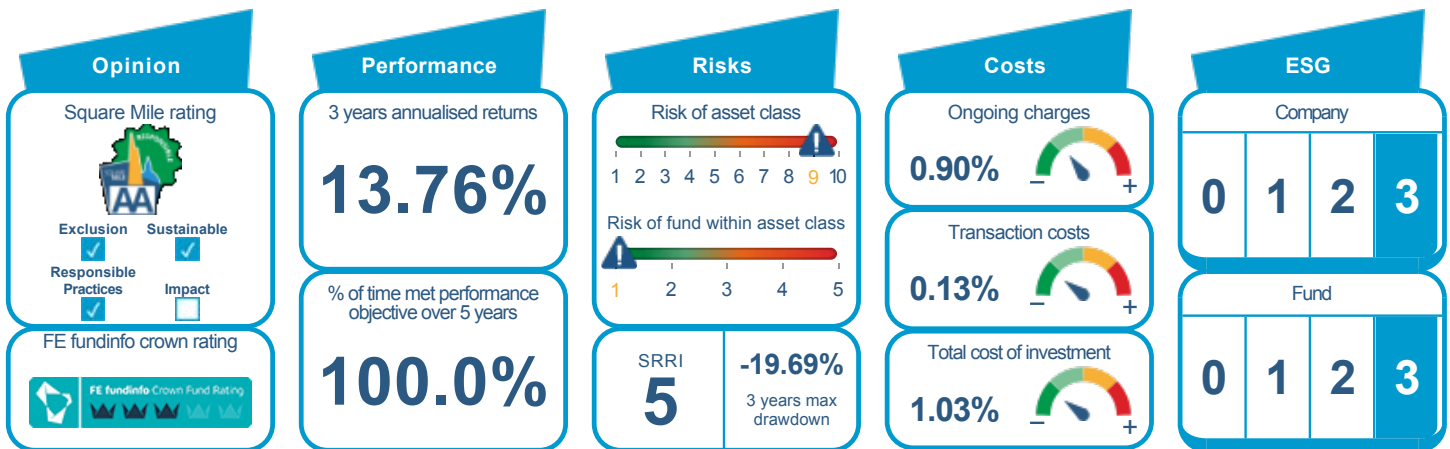 Opinion
Square Mile rating
RESPONSIBLE
AA
Exclusion Sustainable
Responsible
Practices Impact
FE fundinfo crown rating
FE fundinfo Crown Fund Rating
Performance
3 years annualised returns
13.76%
% of time met performance
objective over 5 years
100.0%
Risks
Risk of asset class
1 2 3 4 5 6 7 8 9 10
Risk of fund within asset class
1 2 3 4 5
SRRI
5
-19.69%
3 years max
drawdown
Costs
Ongoing charges
0.90%
– +
Transaction costs
0.13%
– +
Total cost of investment
1.03%
– +
ESG
Company
0 1 2 3
Fund
0 1 2 3